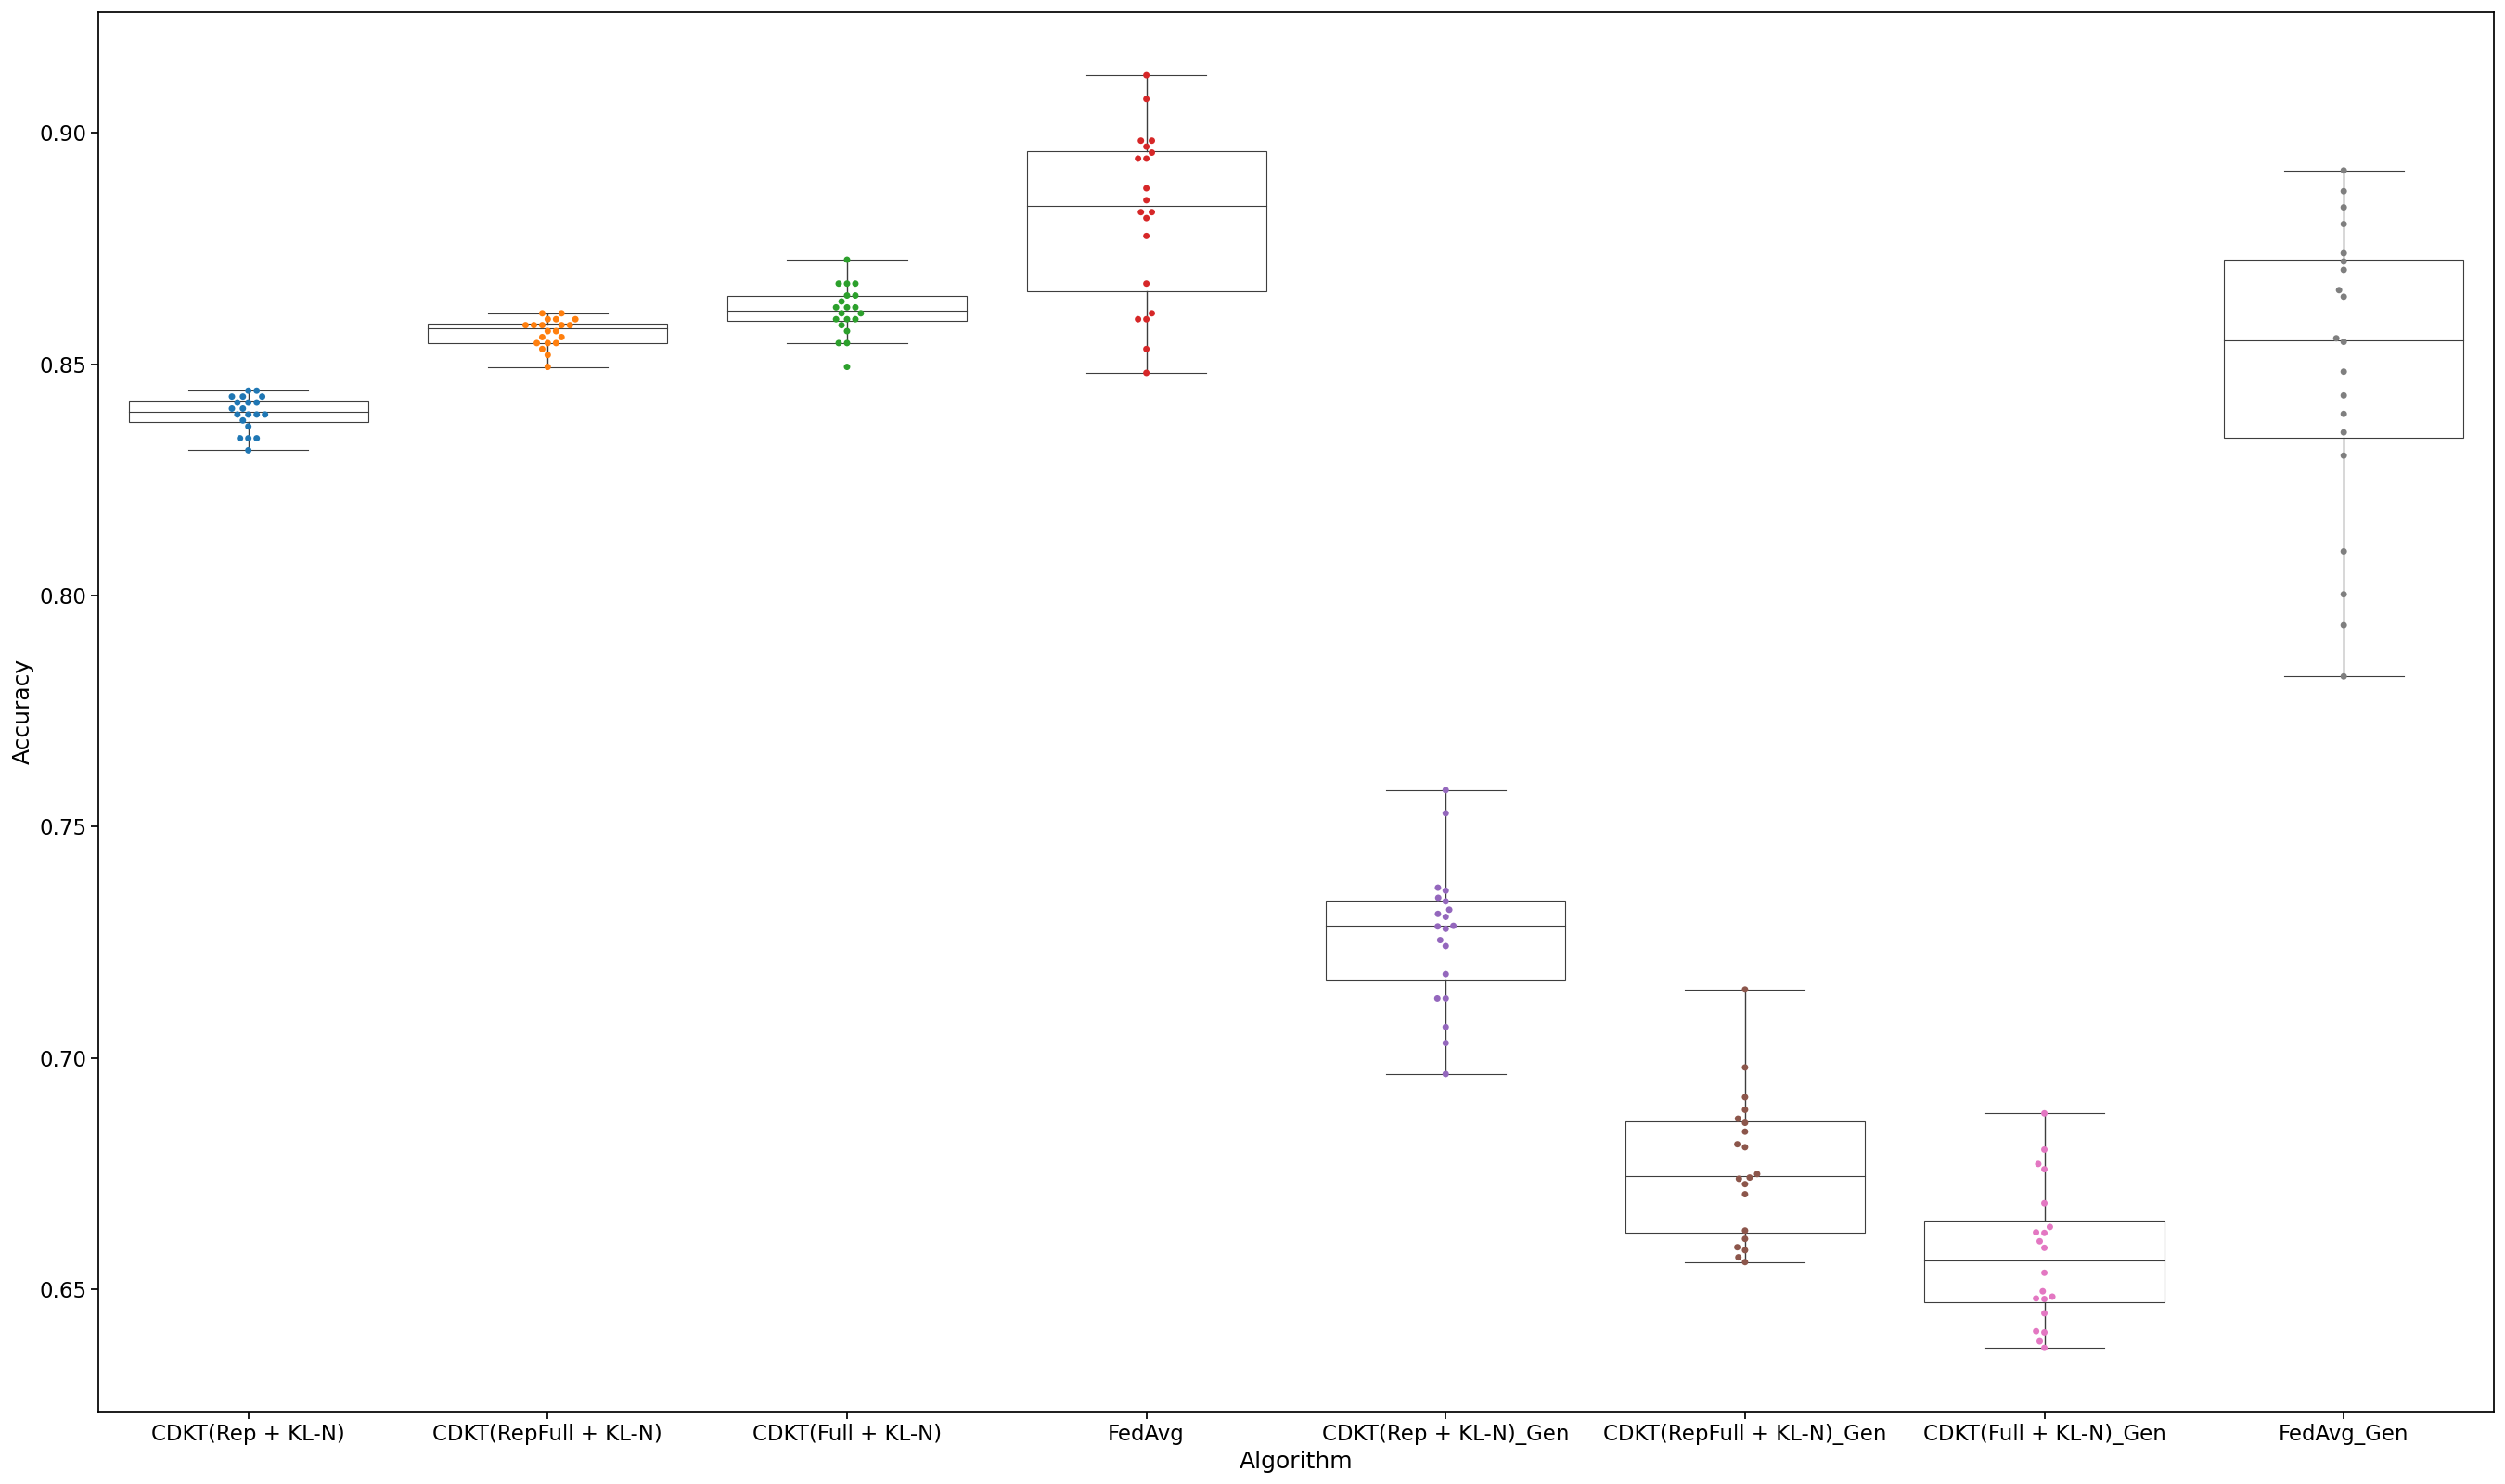 0.90
0.85
0.80
0.75
0.70
0.65
Accuracy
CDKT(Rep + KL-N)
CDKT(RepFull + KL-N)
CDKT(Full + KL-N)
FedAvg
CDKT(Rep + KL-N)_Gen
CDKT(RepFull + KL-N)_Gen
CDKT(Full + KL-N)_Gen
FedAvg_Gen
Algorithm